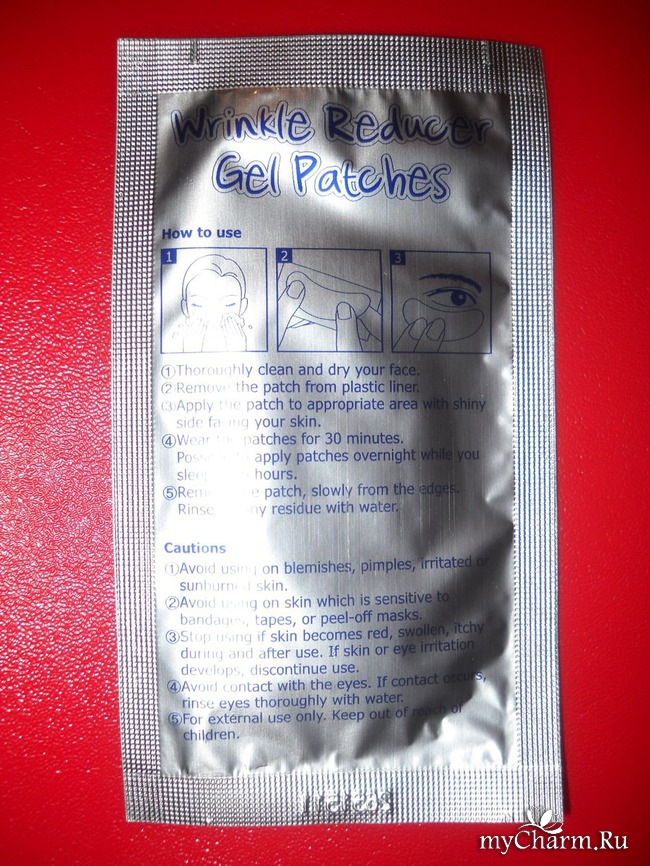 Wrinkle Reducer
Gel Patches
How to use
1 2 3
①Thoroughly clean and dry your face.
②Remove the patch from plastic liner.
③Apply the patch to appropriate area with shiny
side facing your skin.
④Wear the patches for 30 minutes.
apply patches overnight while you
hours.
⑤Remove the patch, slowly from the edges.
Rinse any residue with water.
Cautions
①Avoid using on blemishes, pimples, irritated or
sunburned skin.
②Avoid using on skin which is sensitive to
bandages, tapes, or peel-off masks.
③Stop using if skin becomes red, swollen, itchy
during and after use. If skin or eye irritation
develops, discontinue use.
④Avoid contact with the eyes. If contact occurs,
rinse eyes thoroughly with water.
⑤For external use only. Keep out of reach of
children.
myCharm.Ru